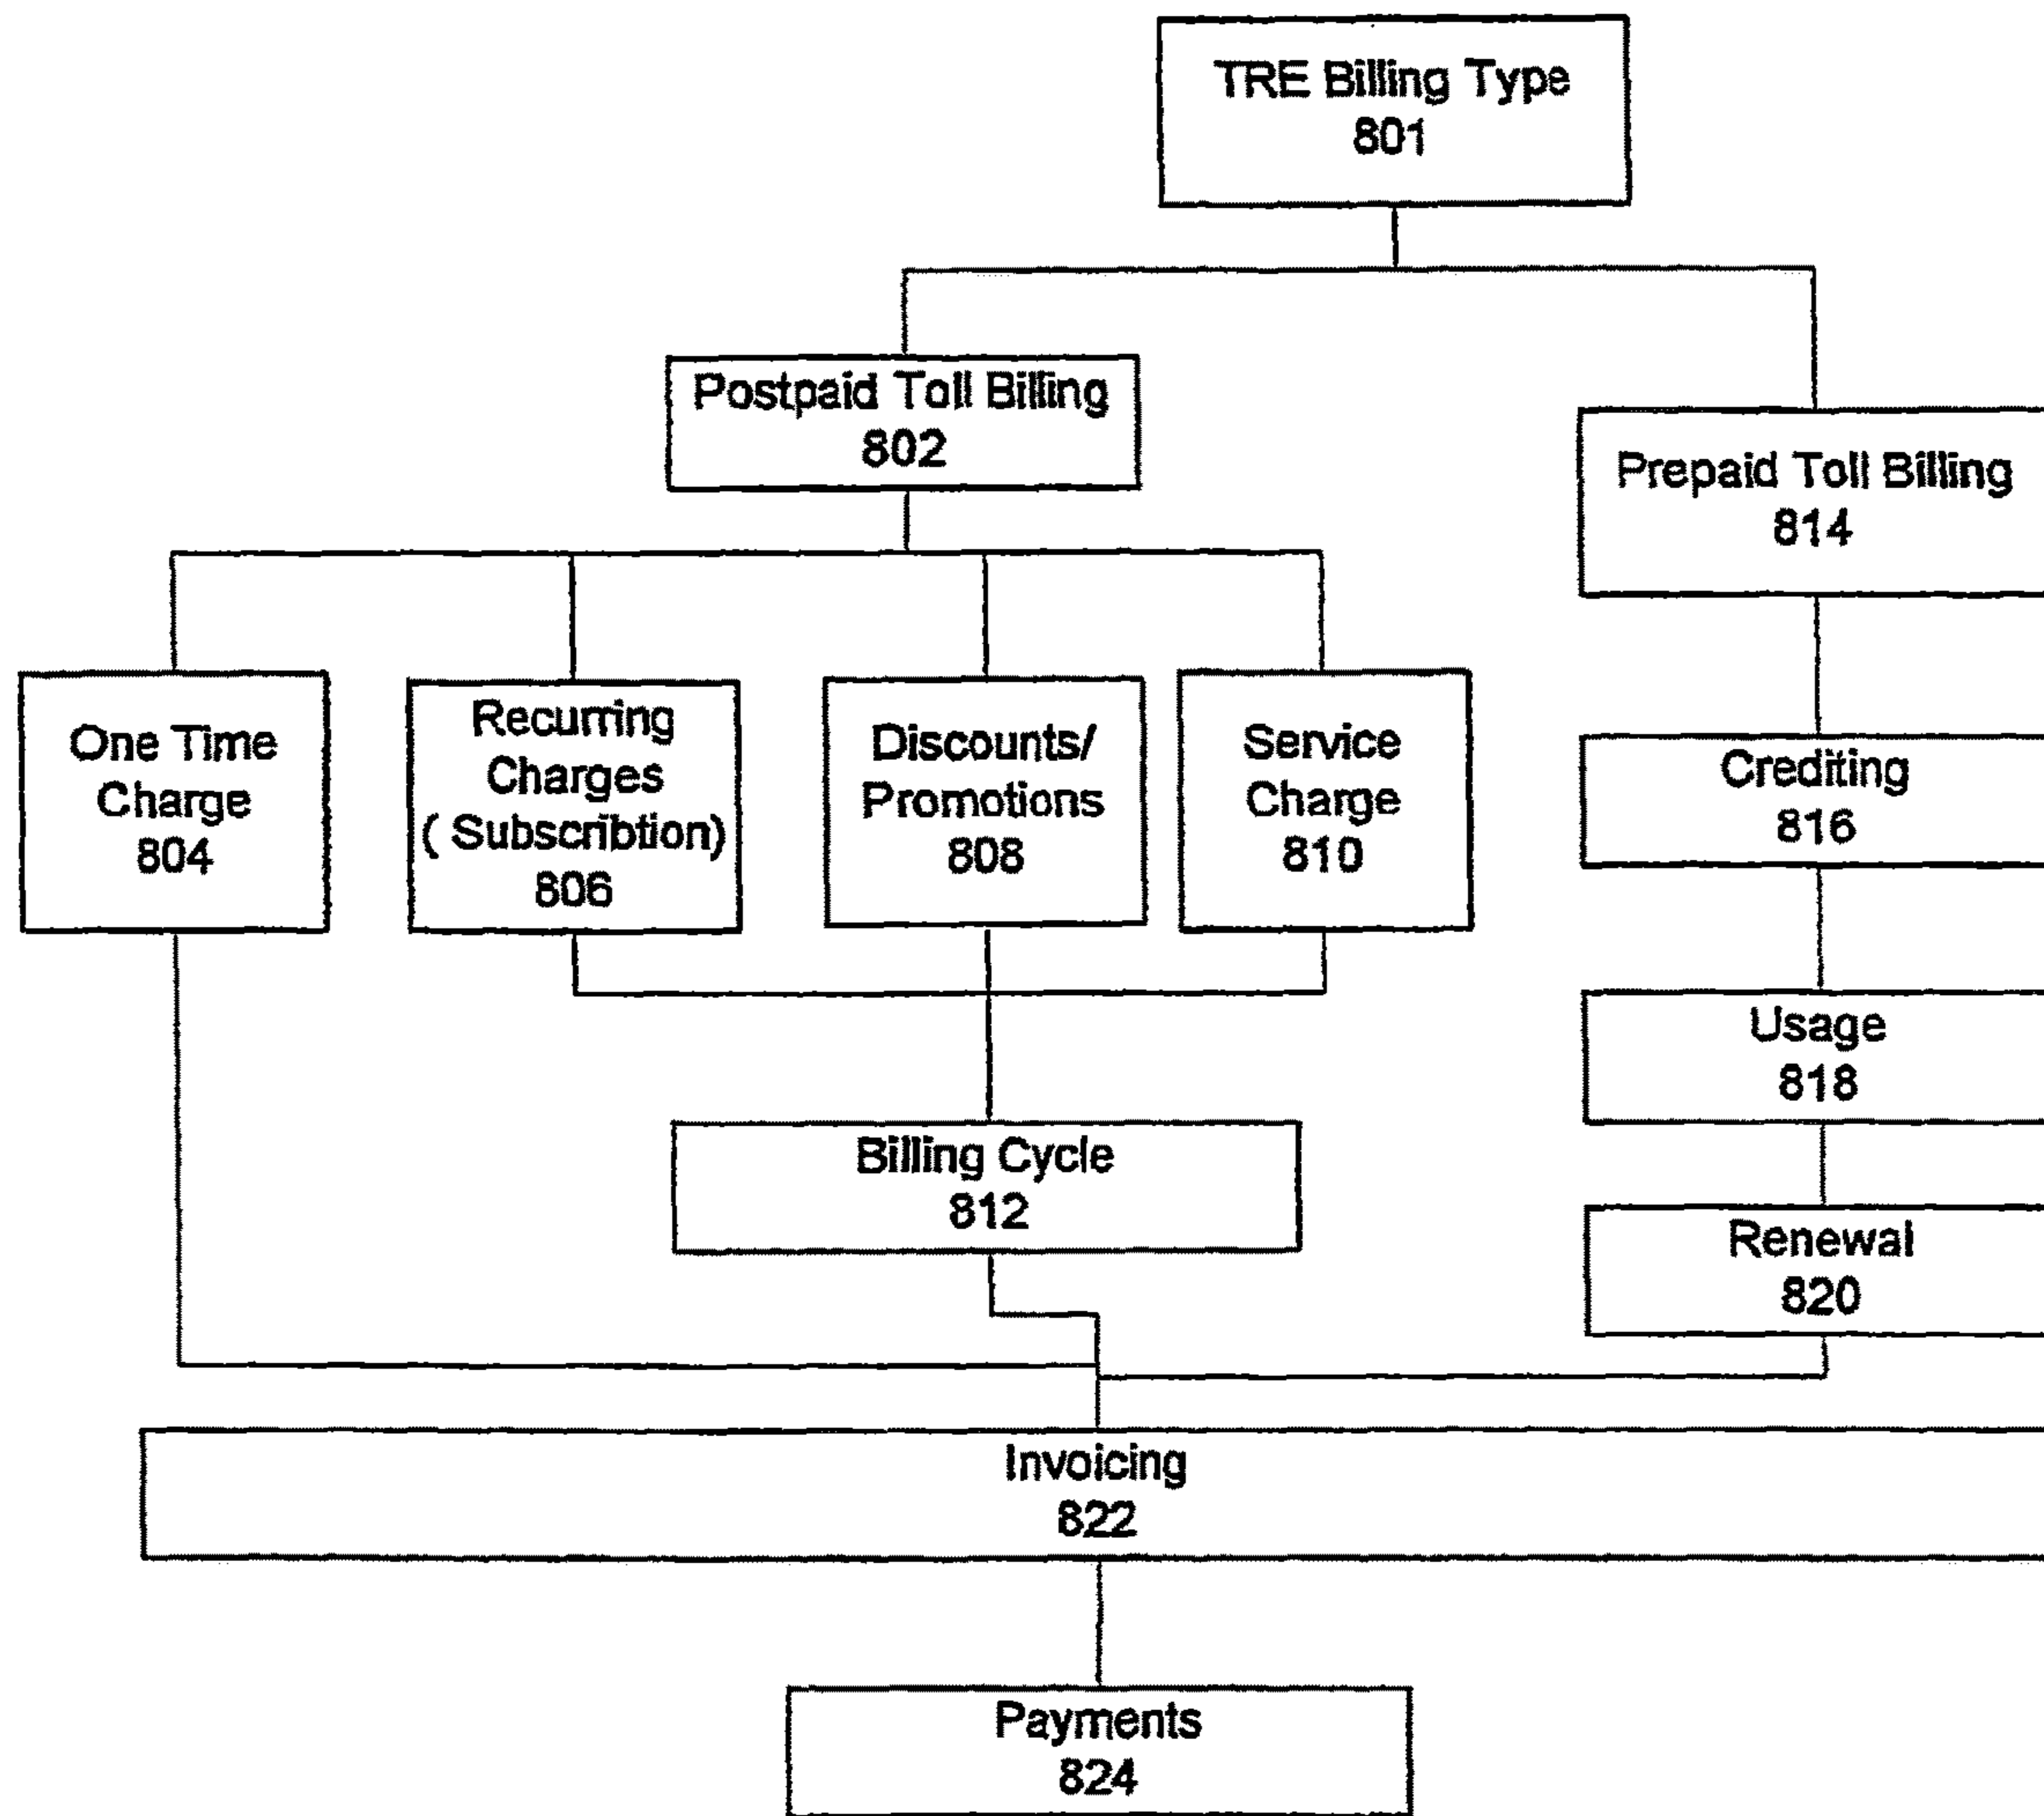 TRE Billing Type
801
Postpaid Toll Billing
802
Prepaid Toll Billing
814
One Time
Charge
804
Recurring
Charges
( Subscribtion)
806
Discounts/
Promotions
808
Service
Charge
810
Crediting
816
Usage
818
Billing Cycle
812
Renewal
820
Invoicing
822
Payments
824